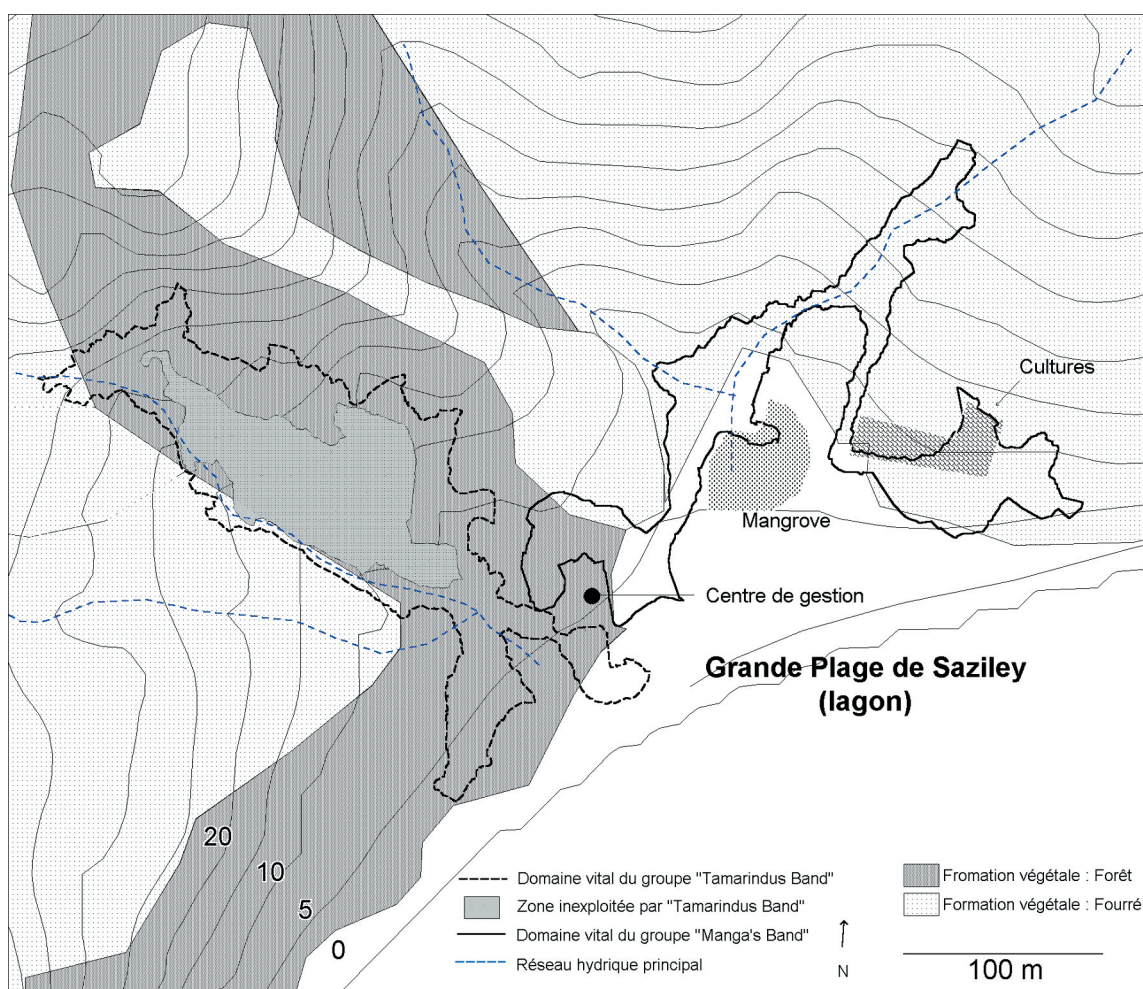 Cultures
Mangrove
Centre de gestion
Grande Plage de Saziley
(lagon)
20
10
5
0
Domaine vital du groupe "Tamarindus Band"
Zone inexploitée par "Tamarindus Band"
Domaine vital du groupe "Manga's Band"
Réseau hydrique principal
N
Fromation végétale : Forêt
Formation végétale : Fourré
100 m